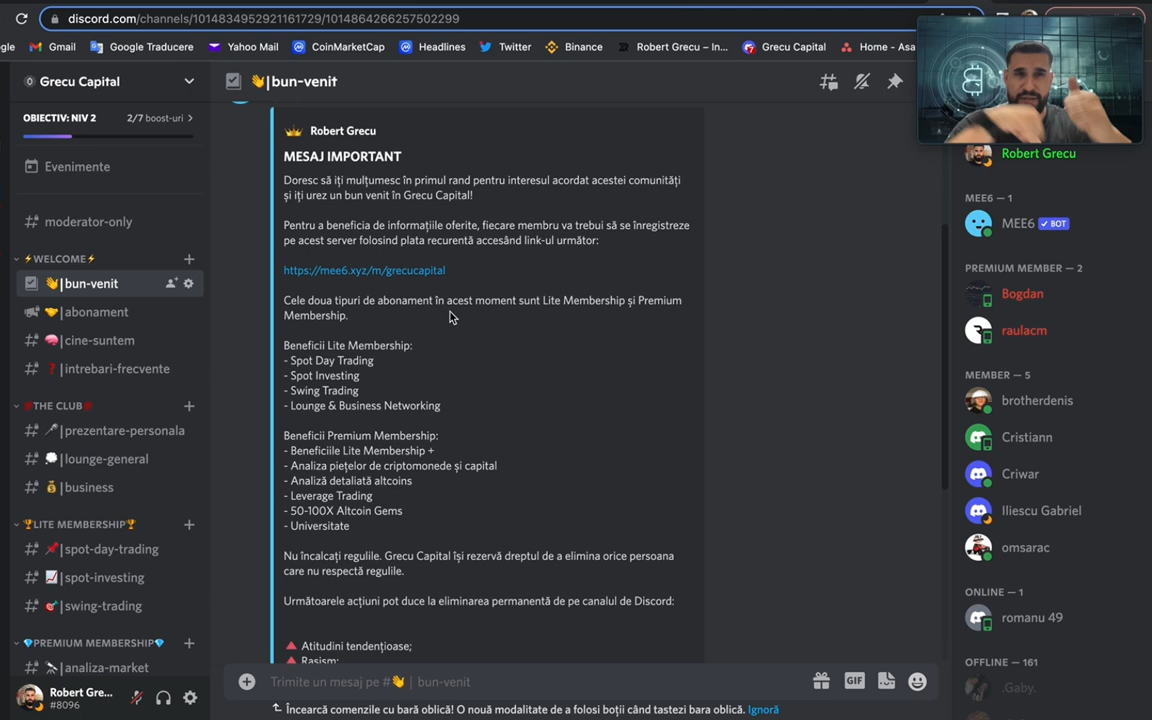 discord.com/channels/1014834952921161729/1014864266257502299
gle Gmail Google Traducere Yahoo Mail CoinMarketCap Headlines Twitter Binance Robert Grecu – In... Grecu Capital Home - Asa
Grecu Capital
OBIECTIV: NIV 2 2/7 boost-uri
Evenimente
# moderator-only
⚡WELCOME⚡
👋|bun-venit
🤝|abonament
🧠|cine-suntem
❓|intrebari-frecvente
THE CLUB
🎤|prezentare-personala
💭|lounge-general
💰|business
🏆LITE MEMBERSHIP🏆
📌|spot-day-trading
📈|spot-investing
🎯|swing-trading
💎PREMIUM MEMBERSHIP💎
🔭|analiza-market
Robert Gre...
#8096
👋|bun-venit
Robert Grecu
MESAJ IMPORTANT
Doresc să iți mulțumesc în primul rand pentru interesul acordat acestei comunități
și iți urez un bun venit în Grecu Capital!
Pentru a beneficia de informațiile oferite, fiecare membru va trebui să se înregistreze
pe acest server folosind plata recurentă accesând link-ul următor:
https://mee6.xyz/m/grecucapital
Cele doua tipuri de abonament în acest moment sunt Lite Membership și Premium
Membership.
Beneficii Lite Membership:
- Spot Day Trading
- Spot Investing
- Swing Trading
- Lounge & Business Networking
Beneficii Premium Membership:
- Beneficiile Lite Membership +
- Analiza piețelor de criptomonede și capital
- Analiză detaliată altcoins
- Leverage Trading
- 50-100X Altcoin Gems
- Universitate
Nu încalcați regulile. Grecu Capital își rezervă dreptul de a elimina orice persoana
care nu respectă regulile.
Următoarele acțiuni pot duce la eliminarea permanentă de pe canalul de Discord:
🔺 Atitudini tendențioase;
🔺 Rasism;
Trimite un mesaj pe #👋|bun-venit
GIF
Încearcă comenzile cu bară oblică! O nouă modalitate de a folosi boții când tastezi bara oblică. Ignoră
Robert Grecu
MEE6 — 1
MEE6 ✓ BOT
PREMIUM MEMBER — 2
Bogdan
raulacm
MEMBER — 5
brotherdenis
Cristiann
Criwar
Iliescu Gabriel
omsarac
ONLINE — 1
romanu 49
OFFLINE — 161
.Gaby.